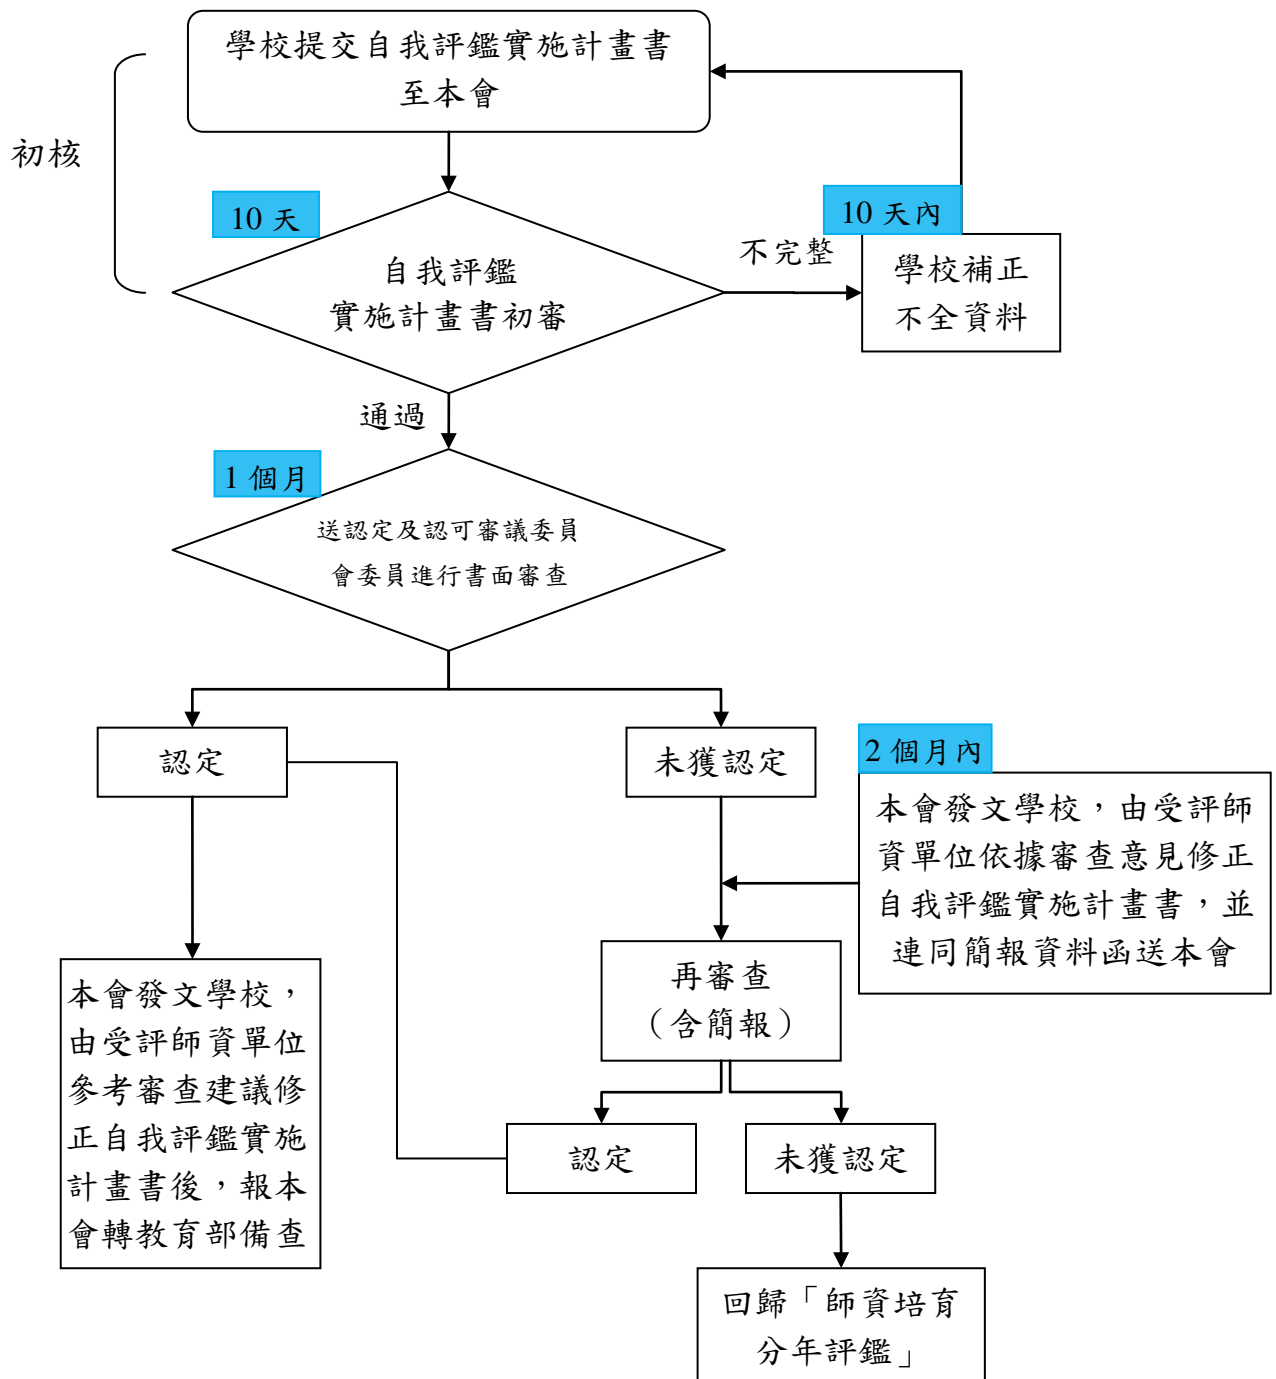 學校提交自我評鑑實施計畫書
至本會
初核
10 天
自我評鑑
實施計畫書初審
不完整
10 天內
學校補正
不全資料
通過
1 個月
送認定及認可審議委員
會委員進行書面審查
認定
未獲認定
2 個月內
本會發文學校，由受評師
資單位依據審查意見修正
自我評鑑實施計畫書，並
連同簡報資料函送本會
再審查
（含簡報）
本會發文學校，
由受評師資單位
參考審查建議修
正自我評鑑實施
計畫書後，報本
會轉教育部備查
認定
未獲認定
回歸「師資培育
分年評鑑」